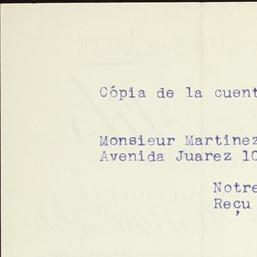 Cópia de la cuent
Monsieur Martinez
Avenida Juarez 10
Notre
Reçu